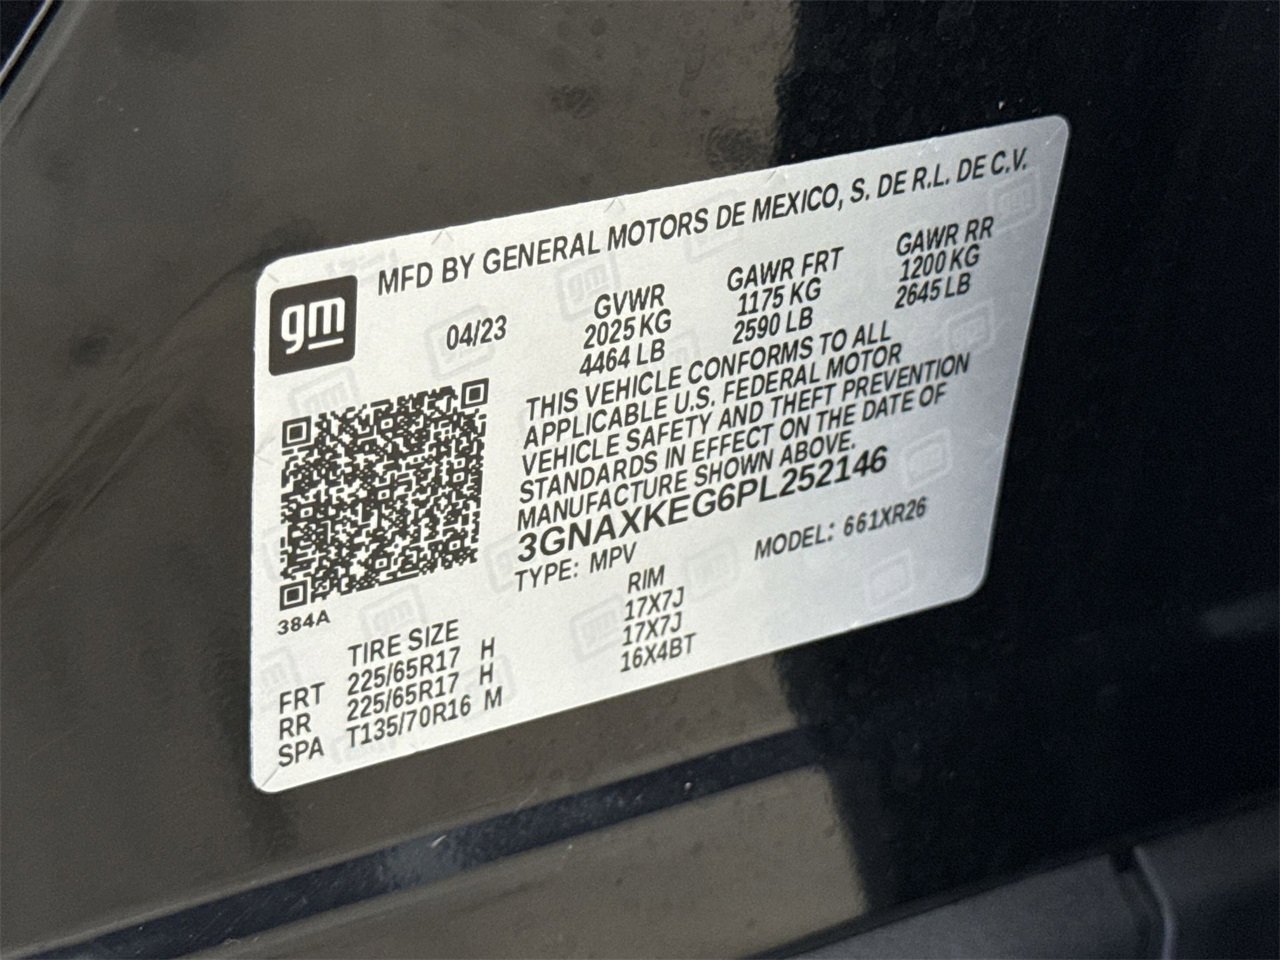 MFD BY GENERAL MOTORS DE MEXICO, S. DE R.L. DE C.V.
gm
04/23
GVWR
2025 KG
4464 LB
GAWR FRT
1175 KG
2590 LB
GAWR RR
1200 KG
2645 LB
THIS VEHICLE CONFORMS TO ALL
APPLICABLE U.S. FEDERAL MOTOR
VEHICLE SAFETY AND THEFT PREVENTION
STANDARDS IN EFFECT ON THE DATE OF
MANUFACTURE SHOWN ABOVE.
3GNAXKEG6PL252146
TYPE: MPV
MODEL: 661XR26
384A
TIRE SIZE RIM
FRT 225/65R17 H 17X7J
RR 225/65R17 H 17X7J
SPA T135/70R16 M 16X4BT